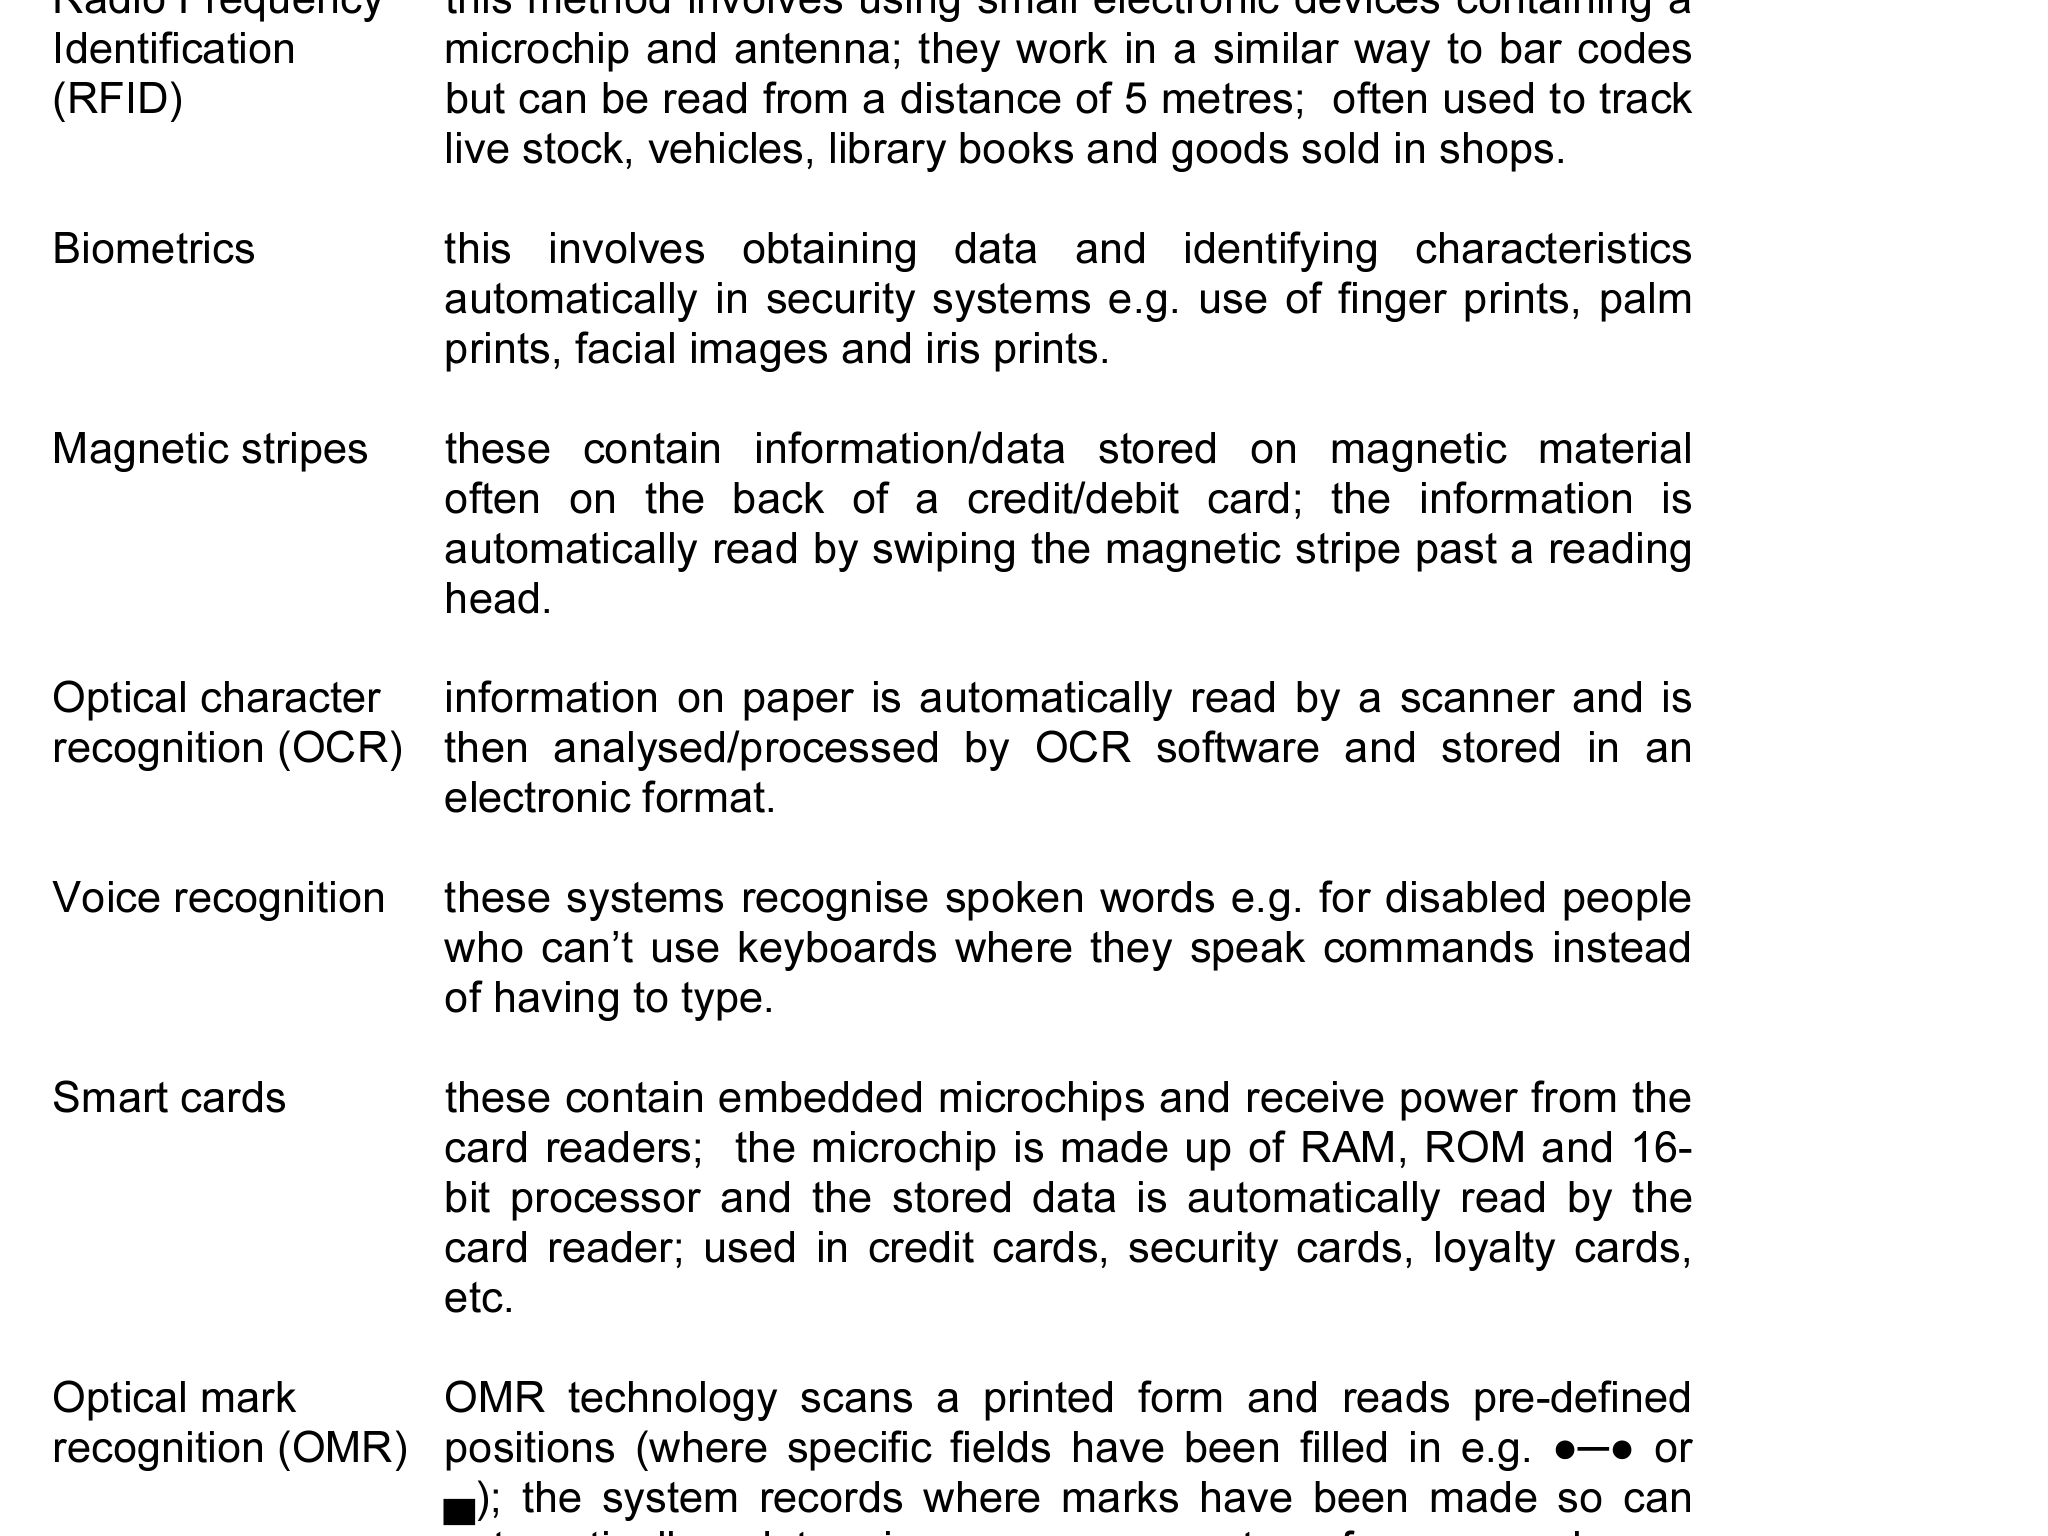 Radio Frequency
Identification
(RFID)
this method involves using small electronic devices containing a
microchip and antenna; they work in a similar way to bar codes
but can be read from a distance of 5 metres;  often used to track
live stock, vehicles, library books and goods sold in shops.
Biometrics
this involves obtaining data and identifying characteristics
automatically in security systems e.g. use of finger prints, palm
prints, facial images and iris prints.
Magnetic stripes
these contain information/data stored on magnetic material
often on the back of a credit/debit card; the information is
automatically read by swiping the magnetic stripe past a reading
head.
Optical character
recognition (OCR)
information on paper is automatically read by a scanner and is
then analysed/processed by OCR software and stored in an
electronic format.
Voice recognition
these systems recognise spoken words e.g. for disabled people
who can’t use keyboards where they speak commands instead
of having to type.
Smart cards
these contain embedded microchips and receive power from the
card readers;  the microchip is made up of RAM, ROM and 16-
bit processor and the stored data is automatically read by the
card reader; used in credit cards, security cards, loyalty cards,
etc.
Optical mark
recognition (OMR)
OMR technology scans a printed form and reads pre-defined
positions (where specific fields have been filled in e.g. ●–● or
■); the system records where marks have been made so can